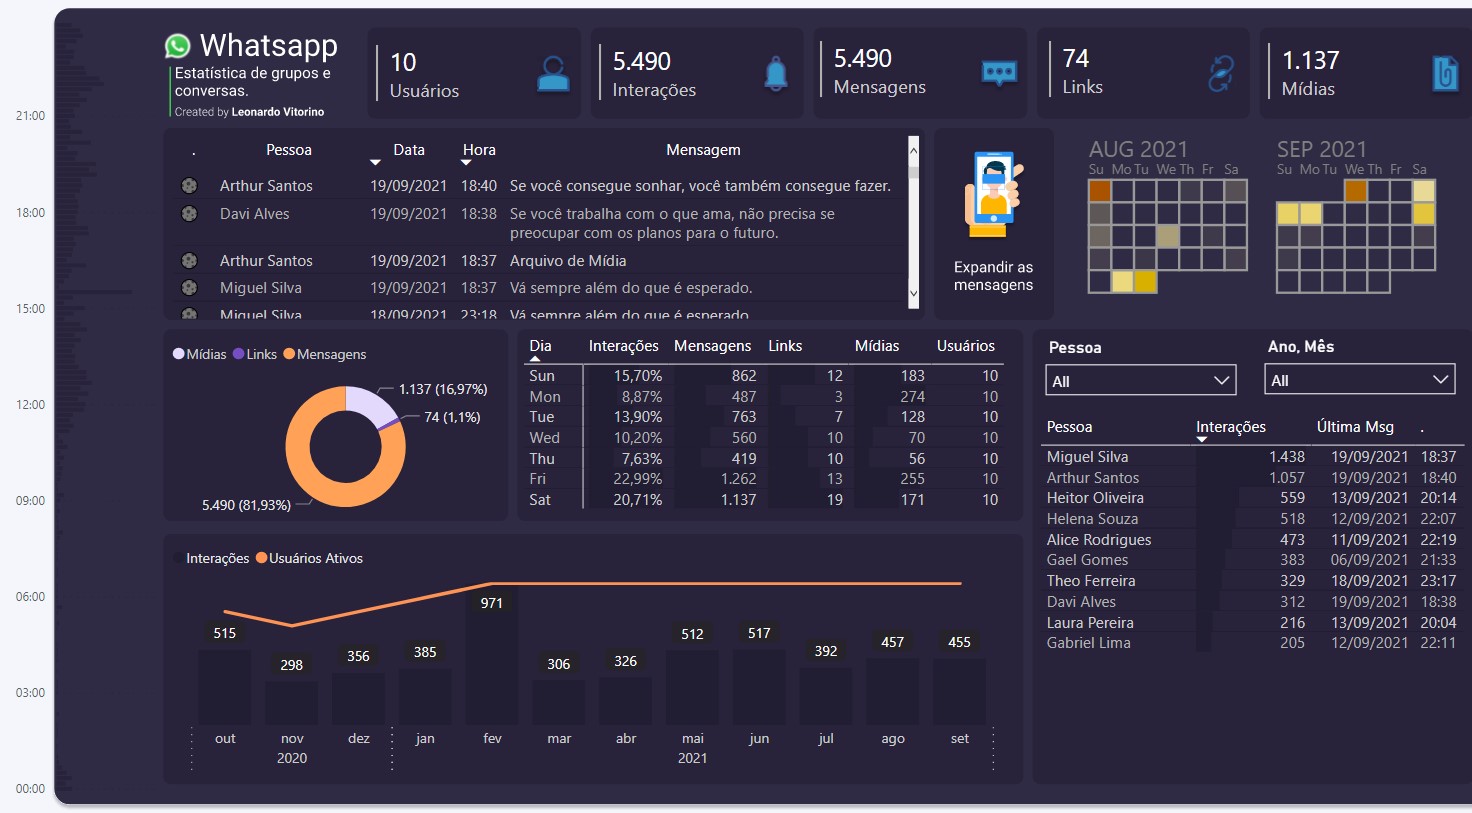 Whatsapp
Estatística de grupos e
conversas.
Created by Leonardo Vitorino
10
Usuários
5.490
Interações
5.490
Mensagens
74
Links
1.137
Mídias
21:00
18:00
15:00
12:00
09:00
06:00
03:00
00:00
. Pessoa Data Hora Mensagem
Arthur Santos 19/09/2021 18:40 Se você consegue sonhar, você também consegue fazer.
Davi Alves 19/09/2021 18:38 Se você trabalha com o que ama, não precisa se
preocupar com os planos para o futuro.
Arthur Santos 19/09/2021 18:37 Arquivo de Mídia
Miguel Silva 19/09/2021 18:37 Vá sempre além do que é esperado.
Miguel Silva 18/09/2021 23:18 Vá sempre além do que é esperado
Expandir as
mensagens
AUG 2021
Su Mo Tu We Th Fr Sa
SEP 2021
Su Mo Tu We Th Fr Sa
Mídias Links Mensagens
1.137 (16,97%)
74 (1,1%)
5.490 (81,93%)
Dia Interações Mensagens Links Mídias Usuários
Sun 15,70% 862 12 183 10
Mon 8,87% 487 3 274 10
Tue 13,90% 763 7 128 10
Wed 10,20% 560 10 70 10
Thu 7,63% 419 10 56 10
Fri 22,99% 1.262 13 255 10
Sat 20,71% 1.137 19 171 10
Pessoa
All
Ano, Mês
All
Pessoa Interações Última Msg .
Miguel Silva 1.438 19/09/2021 18:37
Arthur Santos 1.057 19/09/2021 18:40
Heitor Oliveira 559 13/09/2021 20:14
Helena Souza 518 12/09/2021 22:07
Alice Rodrigues 473 11/09/2021 22:19
Gael Gomes 383 06/09/2021 21:33
Theo Ferreira 329 18/09/2021 23:17
Davi Alves 312 19/09/2021 18:38
Laura Pereira 216 13/09/2021 20:04
Gabriel Lima 205 12/09/2021 22:11
Interações Usuários Ativos
515 298 356 385 971 306 326 512 517 392 457 455
out nov dez jan fev mar abr mai jun jul ago set
2020 2021